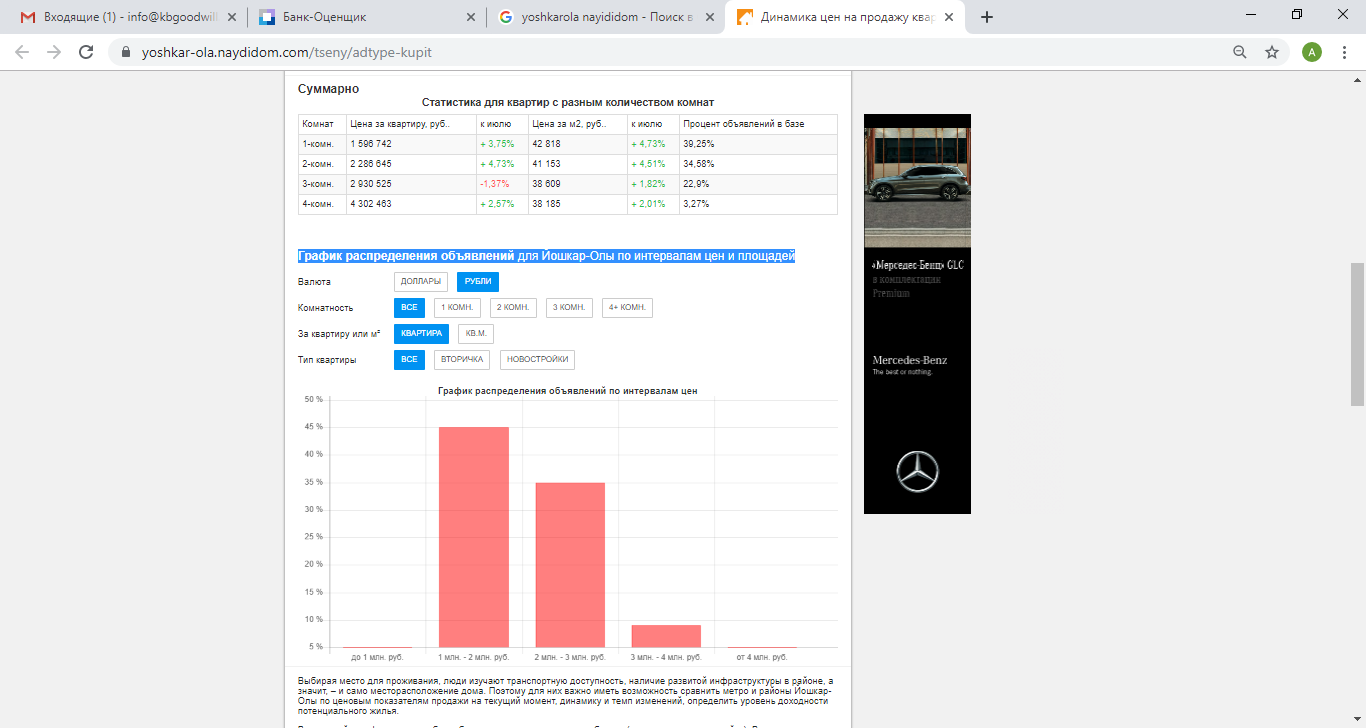 Входящие (1) - info@kbgoodwill
Банк-Оценщик
yoshkarola nayididom - Поиск в
Динамика цен на продажу квар
yoshkar-ola.naydidom.com/tseny/adtype-kupit
A
Суммарно
Статистика для квартир с разным количеством комнат
Комнат Цена за квартиру, руб.. к июлю Цена за м2, руб.. к июлю Процент объявлений в базе
1-комн. 1 596 742 + 3,75% 42 818 + 4,73% 39,25%
2-комн. 2 286 645 + 4,73% 41 153 + 4,51% 34,58%
3-комн. 2 930 525 -1,37% 38 609 + 1,82% 22,9%
4-комн. 4 302 463 + 2,57% 38 185 + 2,01% 3,27%
График распределения объявлений для Йошкар-Олы по интервалам цен и площадей
Валюта ДОЛЛАРЫ РУБЛИ
Комнатность ВСЕ 1 КОМН. 2 КОМН. 3 КОМН. 4+ КОМН.
За квартиру или м² КВАРТИРА КВ.М.
Тип квартиры ВСЕ ВТОРИЧКА НОВОСТРОЙКИ
График распределения объявлений по интервалам цен
50 %
45 %
40 %
35 %
30 %
25 %
20 %
15 %
10 %
5 %
до 1 млн. руб. 1 млн. - 2 млн. руб. 2 млн. - 3 млн. руб. 3 млн. - 4 млн. руб. от 4 млн. руб.
Выбирая место для проживания, люди изучают транспортную доступность, наличие развитой инфраструктуры в районе, а
значит, – и само месторасположение дома. Поэтому для них важно иметь возможность сравнить метро и районы Йошкар-
Олы по ценовым показателям продажи на текущий момент, динамику и темп изменений, определить уровень доходности
потенциального жилья.
«Мерседес-Бенц» GLC
в комплектации
Premium
Mercedes-Benz
The best or nothing.